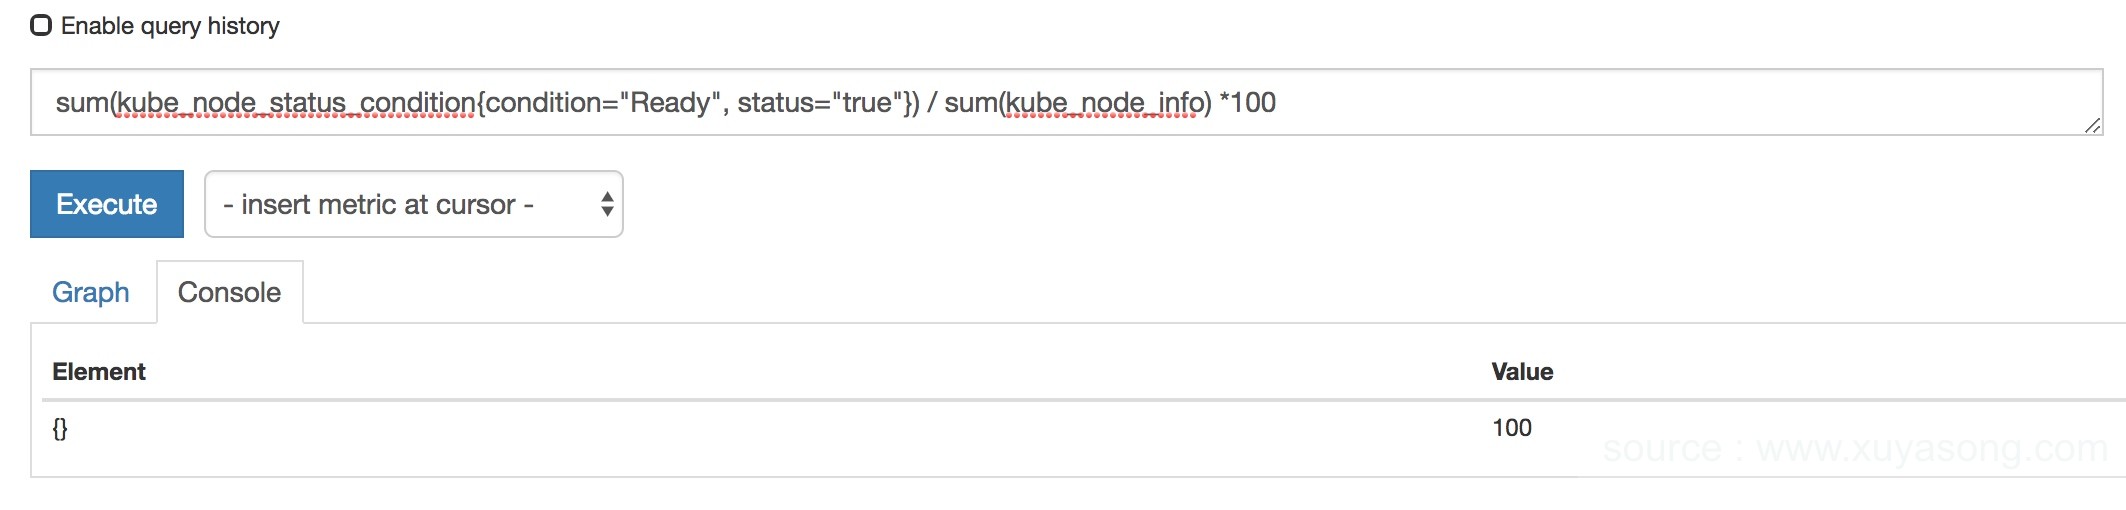 Enable query history
sum(kube_node_status_condition{condition="Ready", status="true"}) / sum(kube_node_info) *100
Execute
- insert metric at cursor -
Graph
Console
Element
Value
{}
100
source : www.xuyasong.com